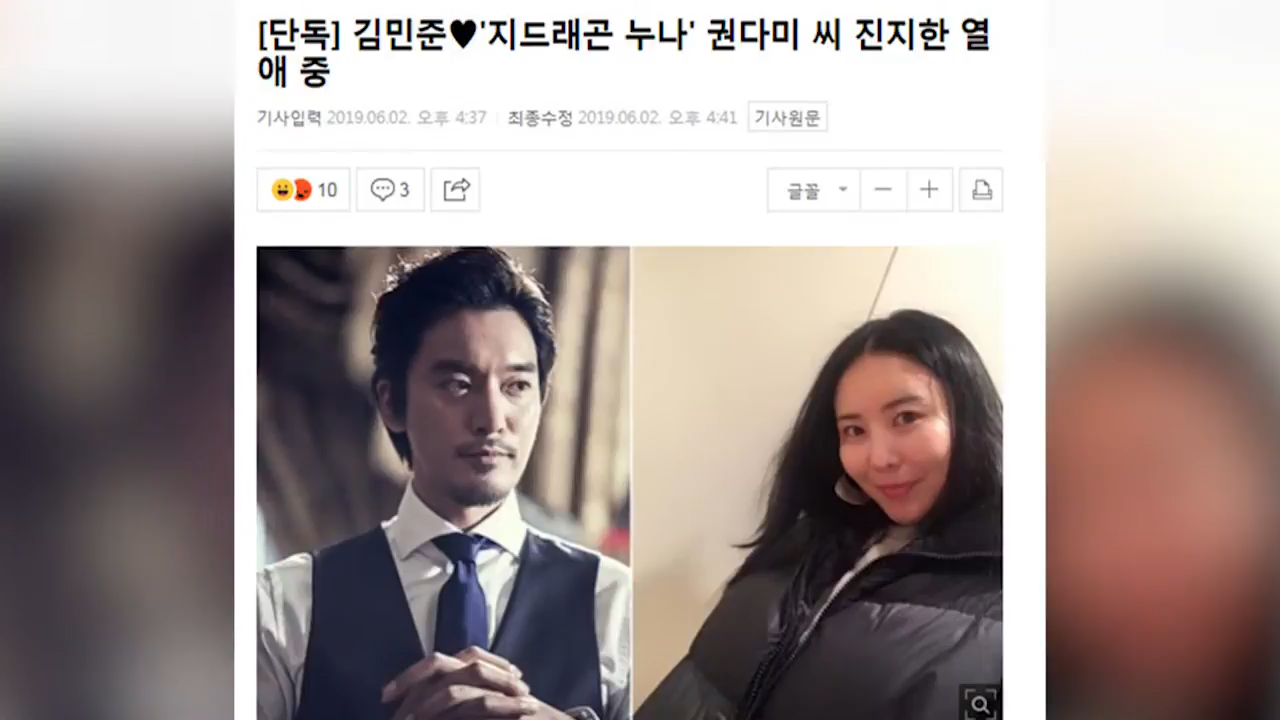 [단독] 김민준♥'지드래곤 누나' 권다미 씨 진지한 열
애 중
기사입력 2019.06.02. 오후 4:37 최종수정 2019.06.02. 오후 4:41 기사원문
10 3 글꼴 − +